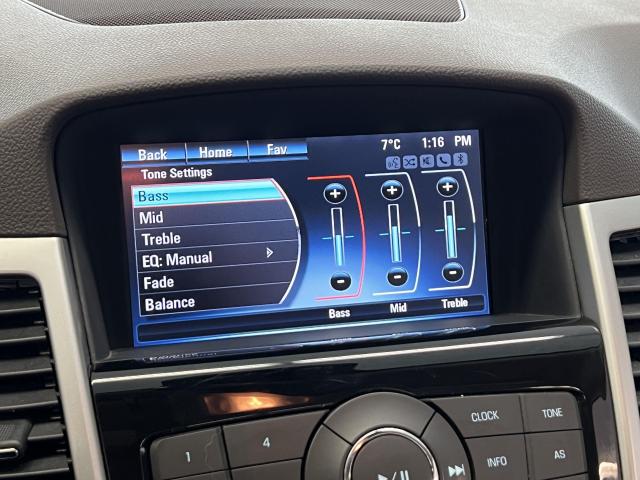 Back Home Fav 7°C 1:16 PM
Tone Settings
Bass
Mid
Treble
EQ: Manual
Fade
Balance
+ + +
- - -
Bass Mid Treble
CLOCK TONE
1 4
INFO AS